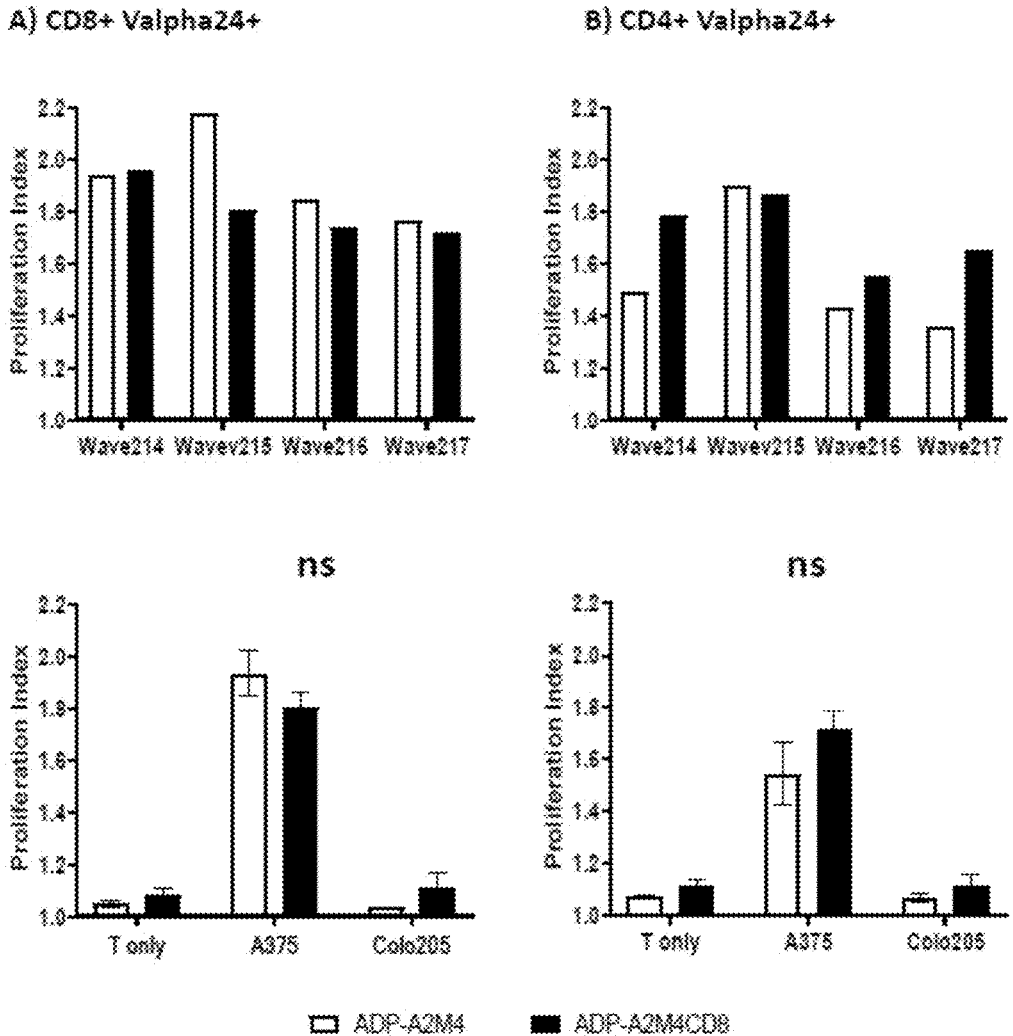 A) CD8+ Valpha24+
B) CD4+ Valpha24+
Proliferation Index
2.2
2.0
1.8
1.6
1.4
1.2
1.0
Wave214 Wavev215 Wave216 Wave217
Proliferation Index
2.2
2.0
1.8
1.6
1.4
1.2
1.0
Wave214 Wavev215 Wave216 Wave217
ns
Proliferation Index
2.2
2.0
1.8
1.6
1.4
1.2
1.0
T only A375 Colo205
ns
Proliferation Index
2.2
2.0
1.8
1.6
1.4
1.2
1.0
T only A375 Colo205
ADP-A2M4 ADP-A2M4CD8